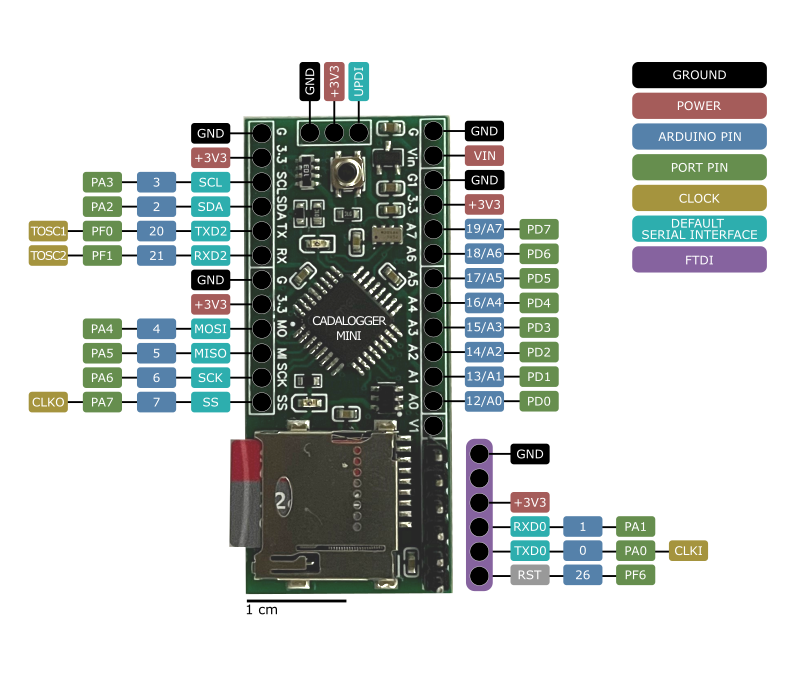 GND
+3V3
UPDI
GROUND
POWER
ARDUINO PIN
PORT PIN
CLOCK
DEFAULT
SERIAL INTERFACE
FTDI
GND G G GND
+3V3 3.3 Vin VIN
PA3 3 SCL SCL G1 GND
PA2 2 SDA SDA 3.3 +3V3
TOSC1 PF0 20 TXD2 TX A7 19/A7 PD7
TOSC2 PF1 21 RXD2 RX A6 18/A6 PD6
GND G A5 17/A5 PD5
+3V3 3.3 A4 16/A4 PD4
PA4 4 MOSI MO A3 15/A3 PD3
PA5 5 MISO MI A2 14/A2 PD2
PA6 6 SCK SCK A1 13/A1 PD1
CLKO PA7 7 SS SS A0 12/A0 PD0
V1
CADALOGGER
MINI
2
GND
+3V3
RXD0 1 PA1
TXD0 0 PA0 CLKI
RST 26 PF6
1 cm